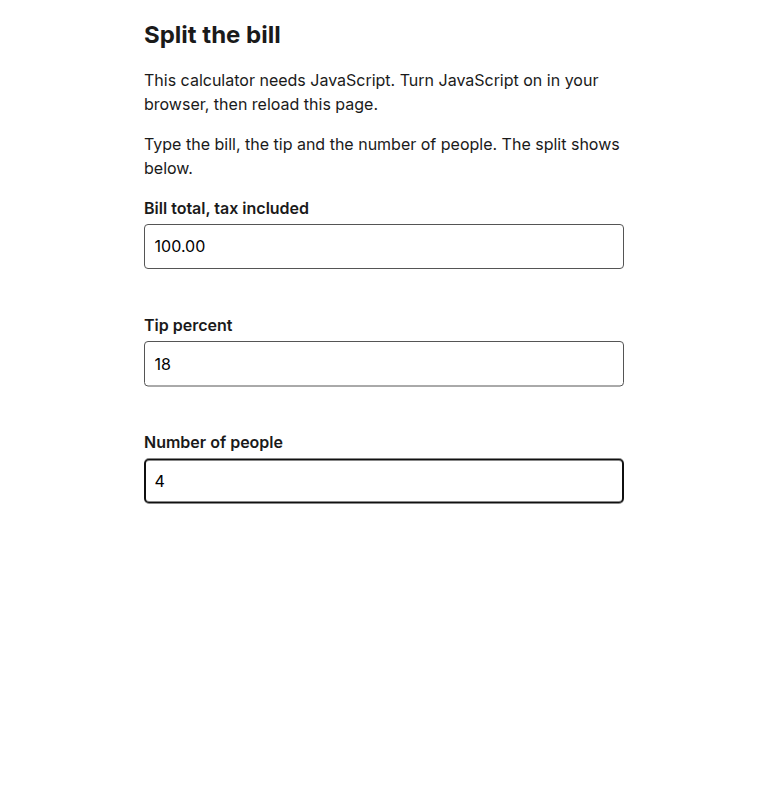 Split the bill
This calculator needs JavaScript. Turn JavaScript on in your
browser, then reload this page.
Type the bill, the tip and the number of people. The split shows
below.
Bill total, tax included
100.00
Tip percent
18
Number of people
4